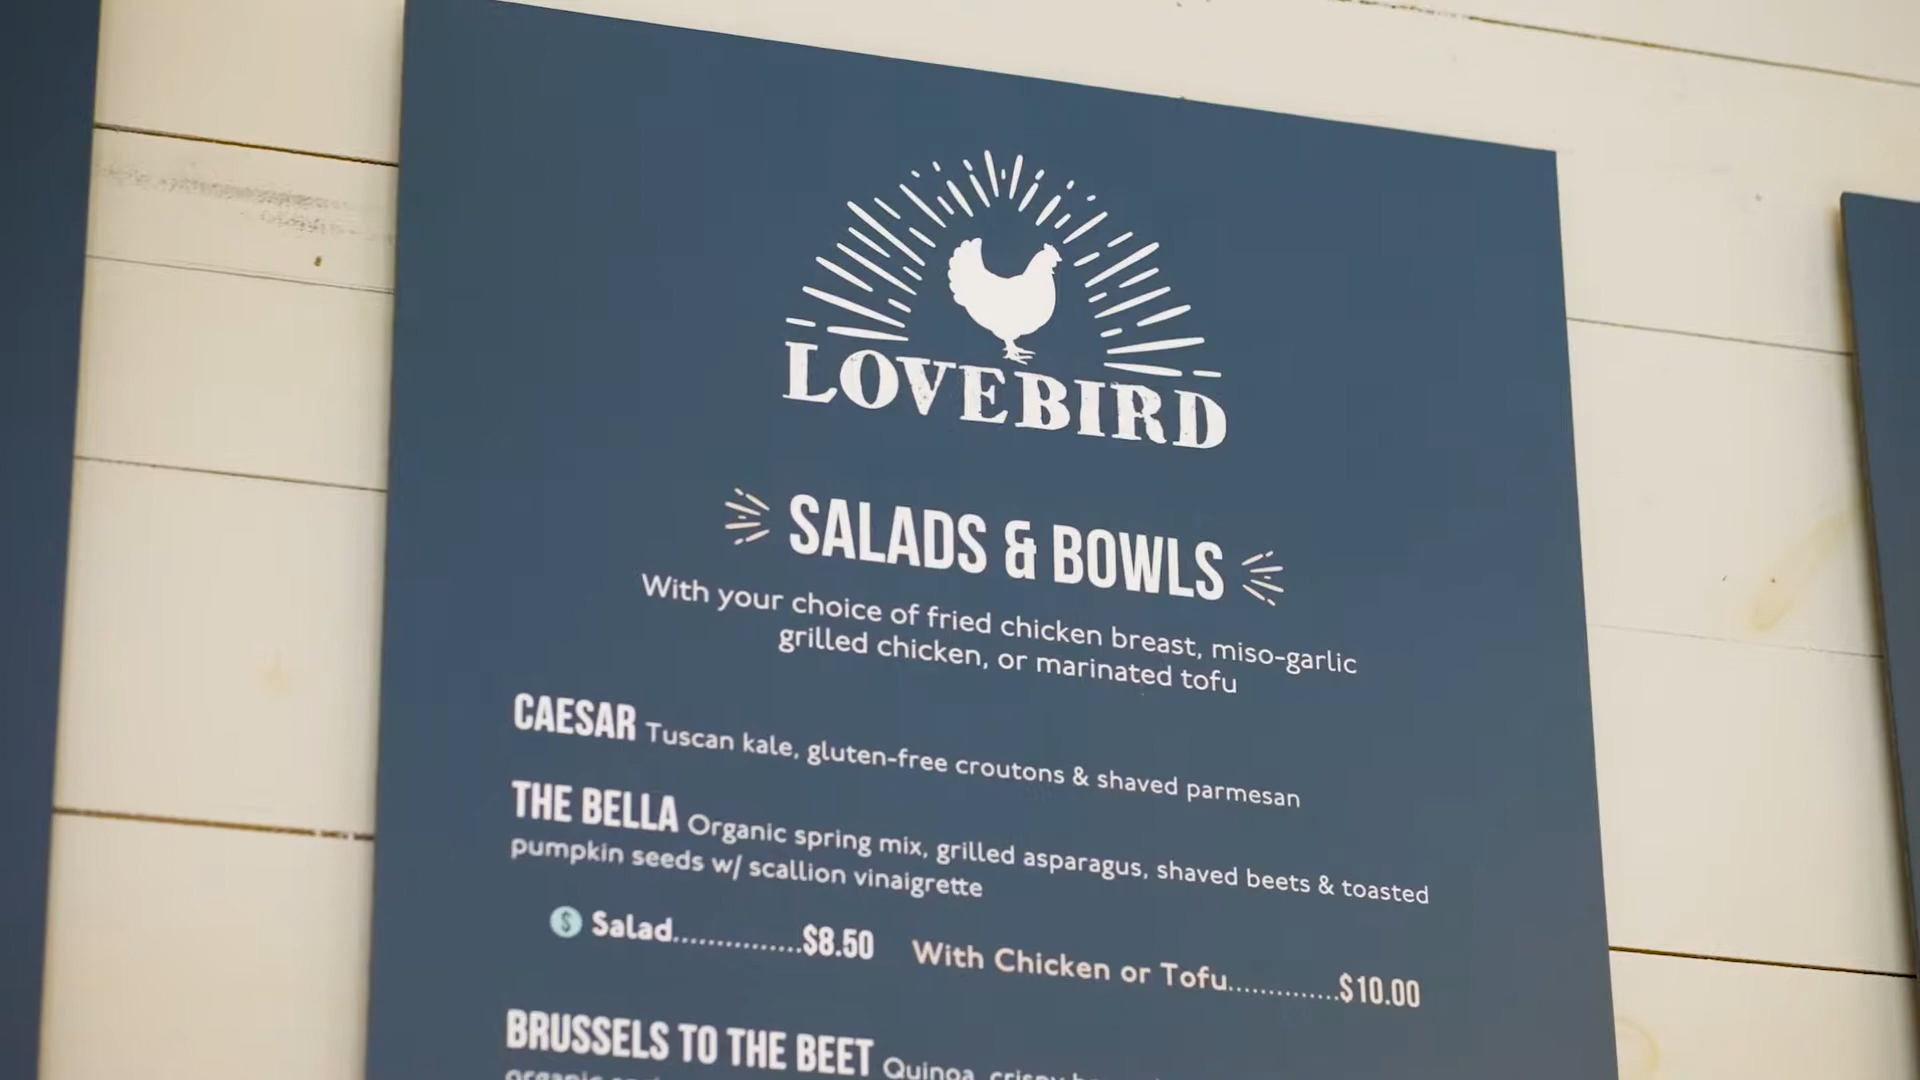 LOVEBIRD
SALADS & BOWLS
With your choice of fried chicken breast, miso-garlic
grilled chicken, or marinated tofu
CAESAR Tuscan kale, gluten-free croutons & shaved parmesan
THE BELLA Organic spring mix, grilled asparagus, shaved beets & toasted
pumpkin seeds w/ scallion vinaigrette
$ Salad...............$8.50 With Chicken or Tofu..............$10.00
BRUSSELS TO THE BEET Quinoa, crispy
organic